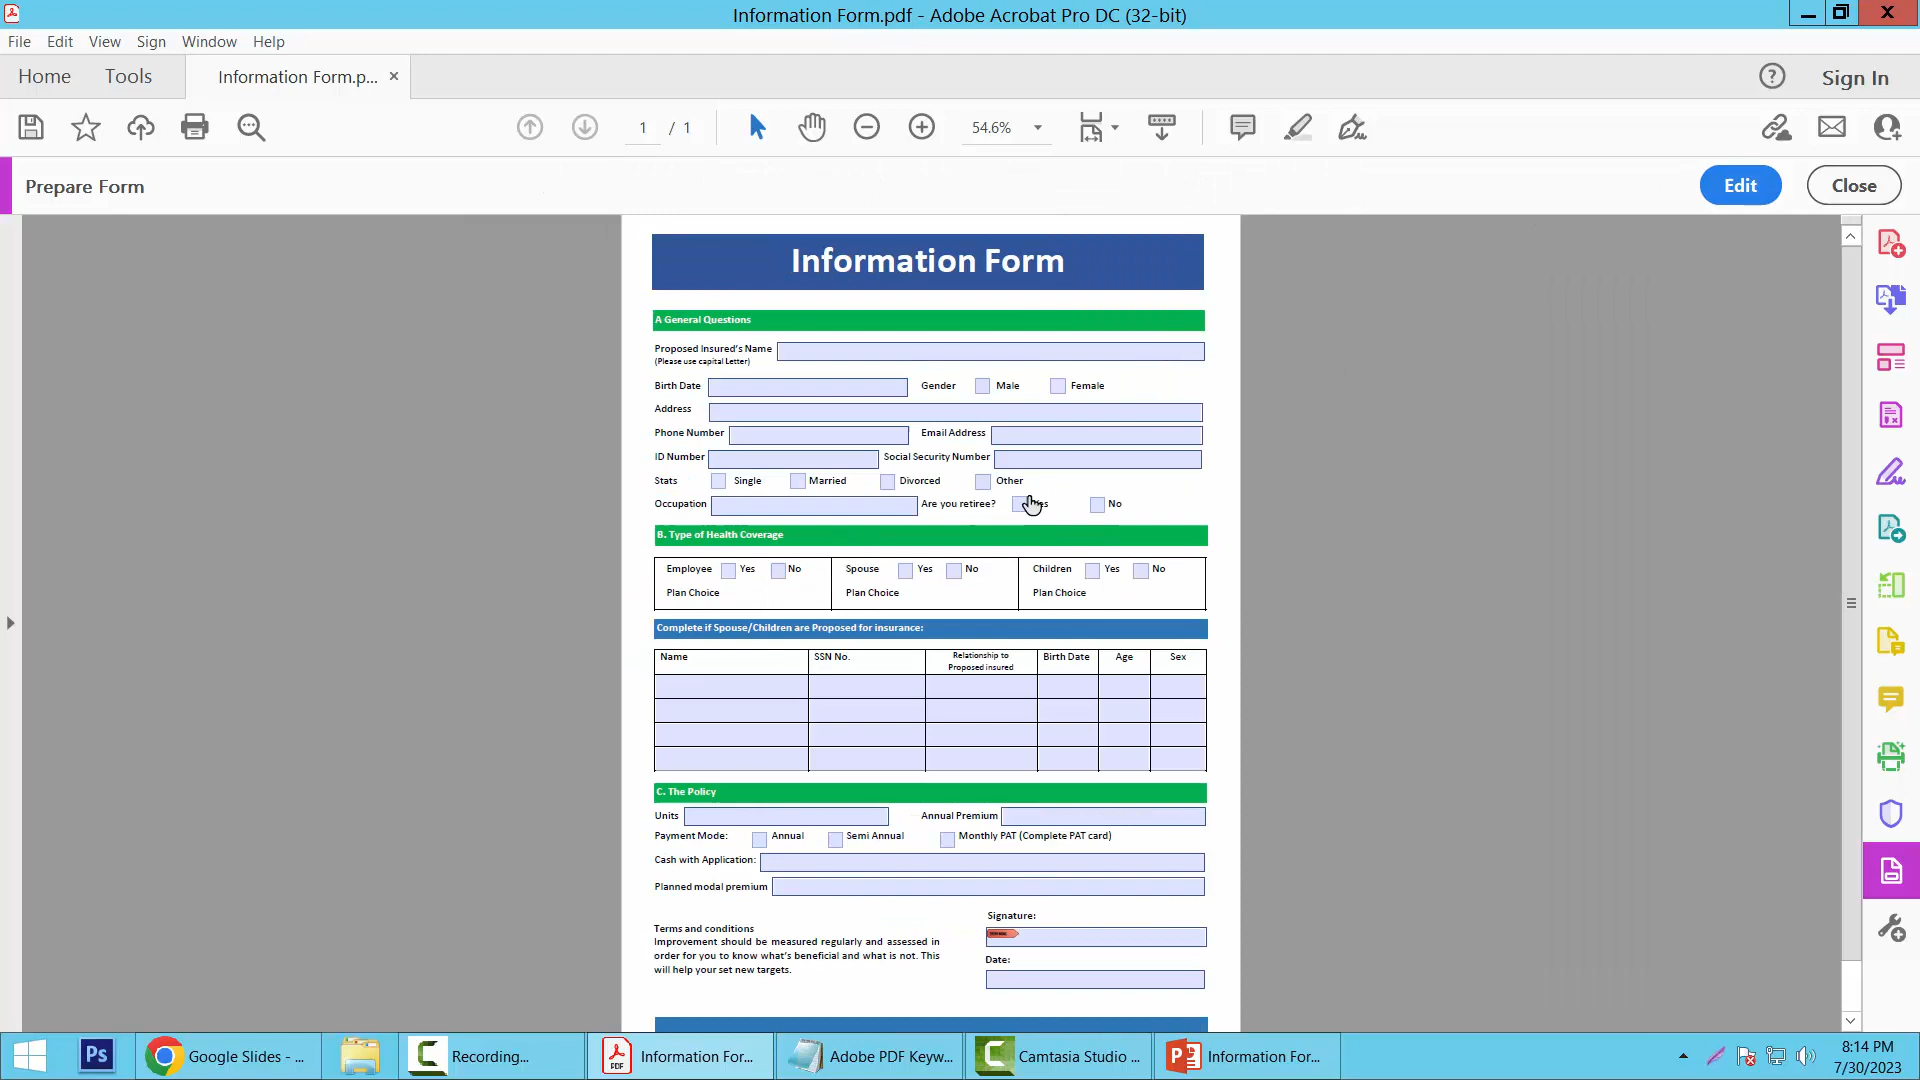 Information Form.pdf - Adobe Acrobat Pro DC (32-bit)
File Edit View Sign Window Help
Home Tools Information Form.p... × Sign In
1 / 1 54.6%
Prepare Form Edit Close
Information Form
A General Questions
Proposed Insured's Name
(Please use capital Letter)
Birth Date Gender Male Female
Address
Phone Number Email Address
ID Number Social Security Number
Stats Single Married Divorced Other
Occupation Are you retiree? Yes No
B. Type of Health Coverage
Employee Yes No Spouse Yes No Children Yes No
Plan Choice Plan Choice Plan Choice
Complete if Spouse/Children are Proposed for insurance:
Name SSN No. Relationship to Proposed insured Birth Date Age Sex
C. The Policy
Units Annual Premium
Payment Mode: Annual Semi Annual Monthly PAT (Complete PAT card)
Cash with Application:
Planned modal premium
Signature:
Terms and conditions
Improvement should be measured regularly and assessed in
order for you to know what's beneficial and what is not. This
will help your set new targets.
Date:
Ps Google Slides - ... Recording... PDF Information For... Adobe PDF Keyw... Camtasia Studio ... Information For...
8:14 PM
7/30/2023